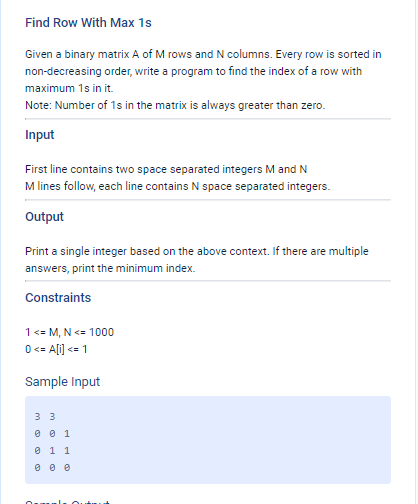 Find Row With Max 1s
Given a binary matrix A of M rows and N columns. Every row is sorted in
non-decreasing order, write a program to find the index of a row with
maximum 1s in it.
Note: Number of 1s in the matrix is always greater than zero.
Input
First line contains two space separated integers M and N
M lines follow, each line contains N space separated integers.
Output
Print a single integer based on the above context. If there are multiple
answers, print the minimum index.
Constraints
1 <= M, N <= 1000
0 <= A[i] <= 1
Sample Input
3 3
0 0 1
0 1 1
0 0 0
Sample Output